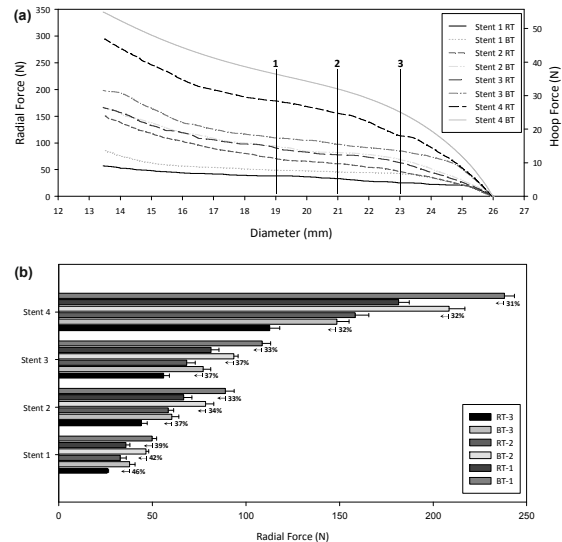 (a)
350
300
250
200
150
100
50
0
Radial Force (N)
50
40
30
20
10
0
Hoop Force (N)
1
2
3
Stent 1 RT
Stent 1 BT
Stent 2 RT
Stent 2 BT
Stent 3 RT
Stent 3 BT
Stent 4 RT
Stent 4 BT
12 13 14 15 16 17 18 19 20 21 22 23 24 25 26 27
Diameter (mm)
(b)
Stent 4
31%
32%
32%
Stent 3
33%
37%
37%
Stent 2
33%
34%
37%
Stent 1
39%
42%
46%
RT-3
BT-3
RT-2
BT-2
RT-1
BT-1
0 50 100 150 200 250
Radial Force (N)